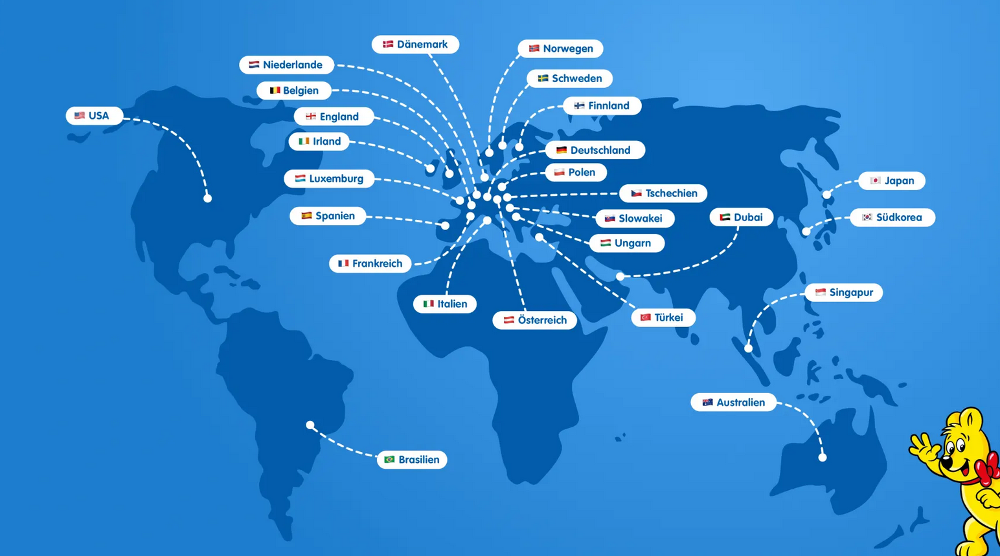 Dänemark
Norwegen
Niederlande
Schweden
Belgien
Finnland
USA
England
Irland
Deutschland
Polen
Luxemburg
Japan
Tschechien
Spanien
Slowakei
Dubai
Südkorea
Ungarn
Frankreich
Singapur
Italien
Österreich
Türkei
Australien
Brasilien